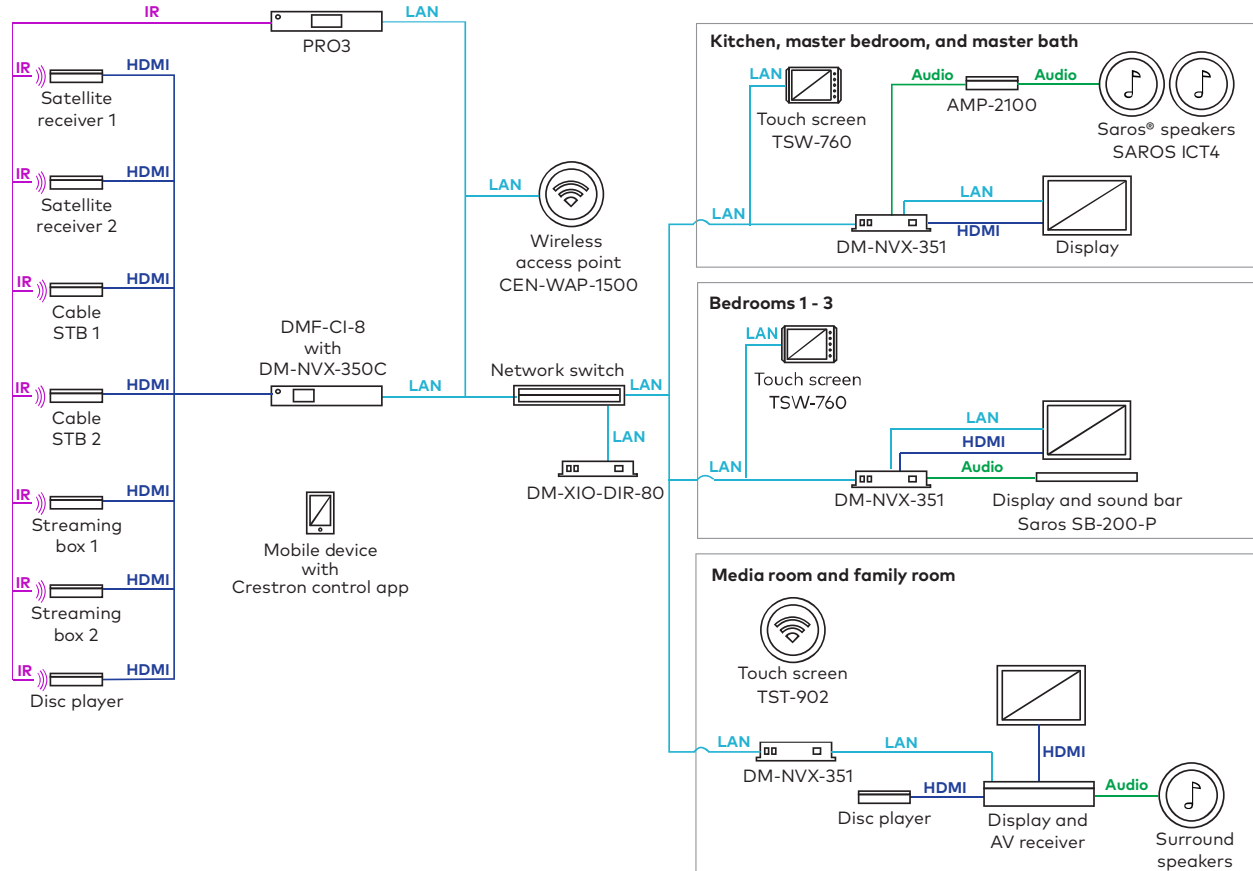 IR
LAN
PRO3
IR
HDMI
Satellite
receiver 1
IR
HDMI
Satellite
receiver 2
IR
HDMI
Cable
STB 1
IR
HDMI
Cable
STB 2
IR
HDMI
Streaming
box 1
IR
HDMI
Streaming
box 2
IR
HDMI
Disc player
DMF-CI-8
with
DM-NVX-350C
LAN
LAN
Wireless
access point
CEN-WAP-1500
Network switch
LAN
LAN
DM-XIO-DIR-80
Mobile device
with
Crestron control app
Kitchen, master bedroom, and master bath
LAN
LAN
Touch screen
TSW-760
Audio
Audio
AMP-2100
Saros® speakers
SAROS ICT4
LAN
HDMI
DM-NVX-351
Display
Bedrooms 1 - 3
LAN
LAN
Touch screen
TSW-760
LAN
HDMI
Audio
DM-NVX-351
Display and sound bar
Saros SB-200-P
Media room and family room
Touch screen
TST-902
LAN
LAN
DM-NVX-351
HDMI
HDMI
Audio
Disc player
Display and
AV receiver
Surround
speakers